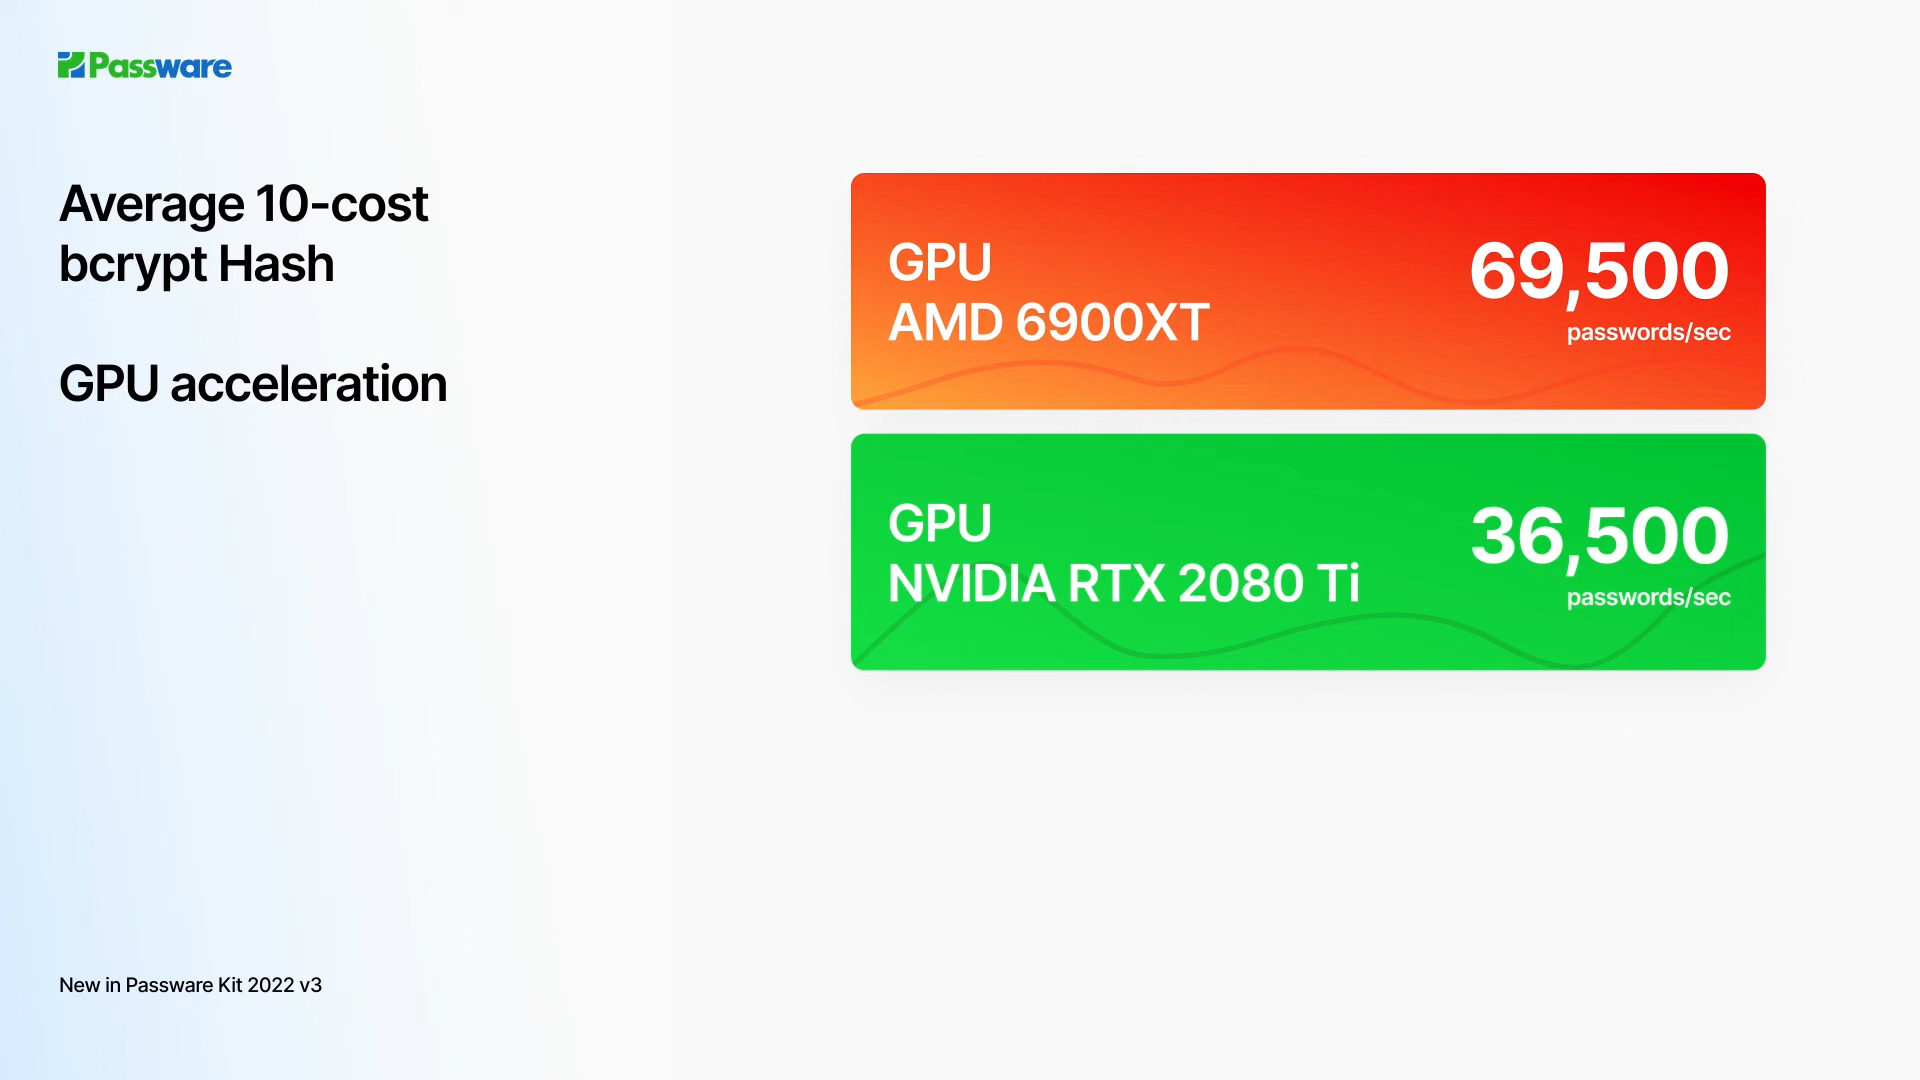 Passware
Average 10-cost
bcrypt Hash
GPU acceleration
GPU
AMD 6900XT
69,500
passwords/sec
GPU
NVIDIA RTX 2080 Ti
36,500
passwords/sec
New in Passware Kit 2022 v3